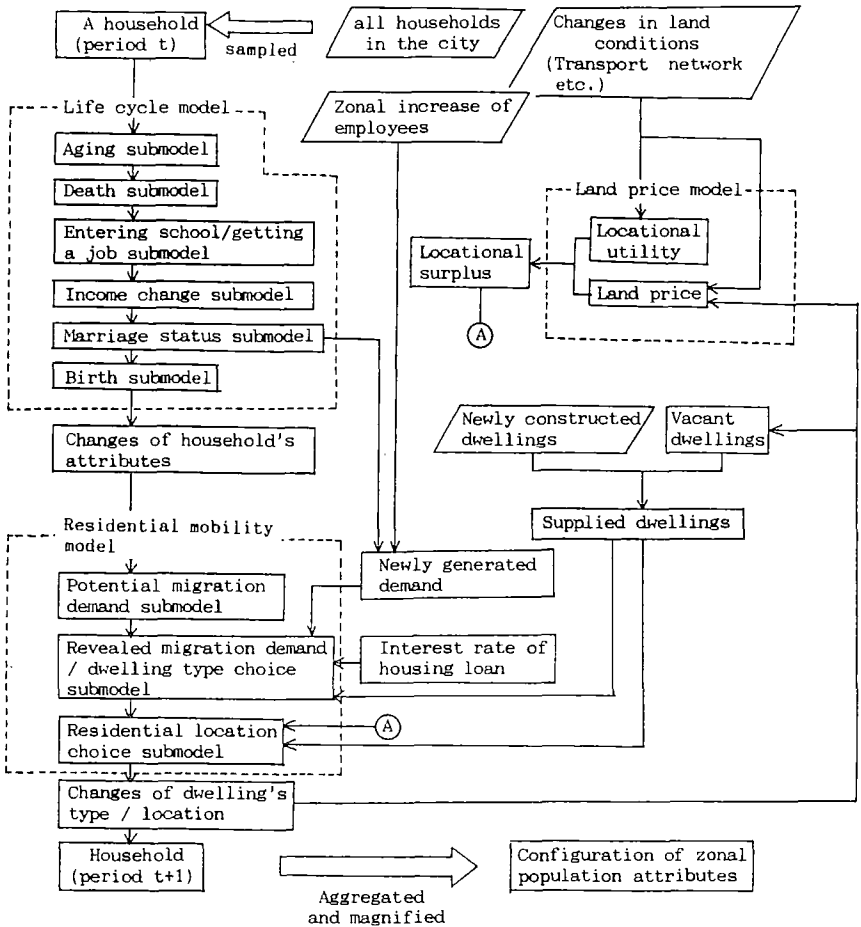 A household
(period t)
sampled
all households
in the city
Changes in land
conditions
(Transport network
etc.)
Zonal increase of
employees
Life cycle model
Aging submodel
Death submodel
Entering school/getting
a job submodel
Income change submodel
Marriage status submodel
Birth submodel
Land price model
Locational
utility
Land price
Locational
surplus
A
Changes of household's
attributes
Newly constructed
dwellings
Vacant
dwellings
Supplied dwellings
Residential mobility
model
Potential migration
demand submodel
Newly generated
demand
Revealed migration demand
/ dwelling type choice
submodel
Interest rate of
housing loan
Residential location
choice submodel
A
Changes of dwelling's
type / location
Household
(period t+1)
Aggregated
and magnified
Configuration of zonal
population attributes